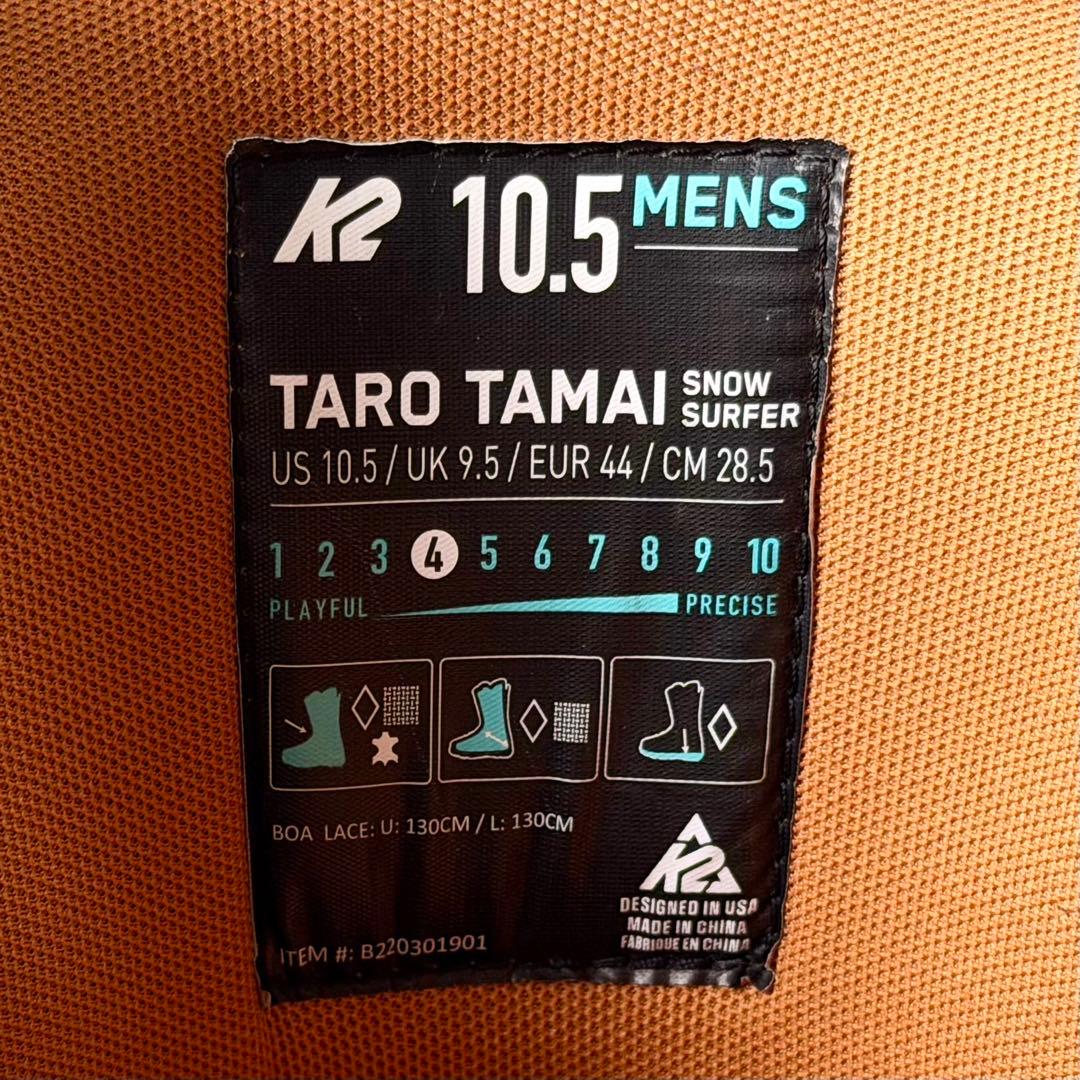 K2 10.5 MENS
TARO TAMAI SNOW SURFER
US 10.5 / UK 9.5 / EUR 44 / CM 28.5
1 2 3 4 5 6 7 8 9 10
PLAYFUL PRECISE
BOA LACE: U: 130CM / L: 130CM
K2
DESIGNED IN USA
MADE IN CHINA
FABRIQUE EN CHINA
ITEM #: B220301901